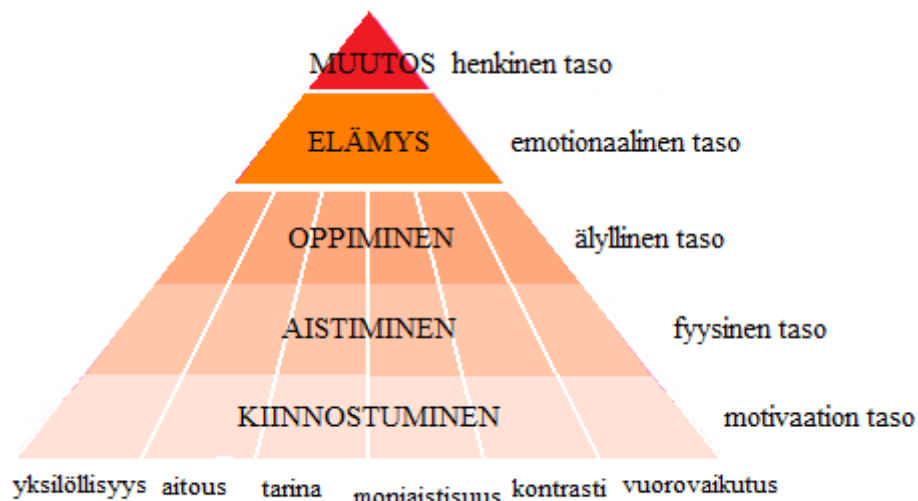 MUUTOS henkinen taso
ELÄMYS emotionaalinen taso
OPPIMINEN älyllinen taso
AISTIMINEN fyysinen taso
KIINNOSTUMINEN motivaation taso
yksilöllisyys aitous tarina moniaistisuus kontrasti vuorovaikutus